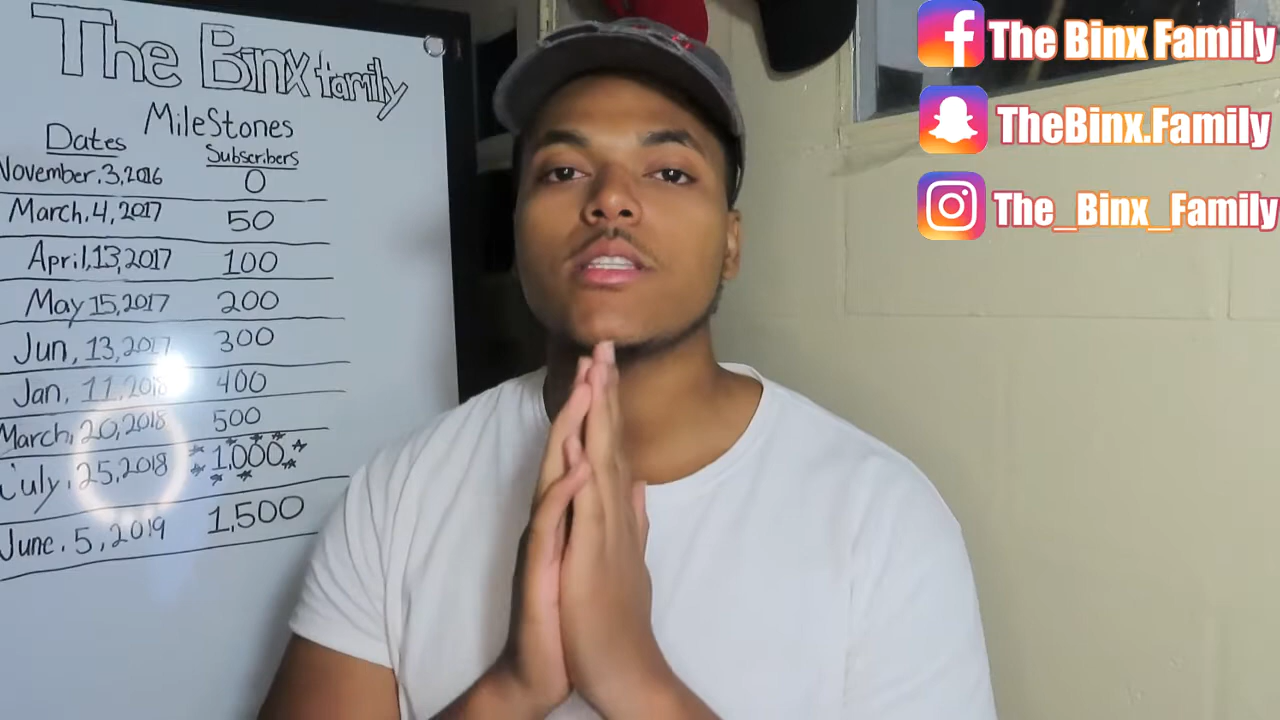 The Binx family
MileStones
Dates Subscribers
November.3,2016 0
March.4,2017 50
April,13,2017 100
May 15,2017 200
Jun, 13,2017 300
Jan, 11,2018 400
March, 20,2018 500
July.25,2018 1,000
June.5,2019 1,500
The Binx Family
TheBinx.Family
The_Binx_Family